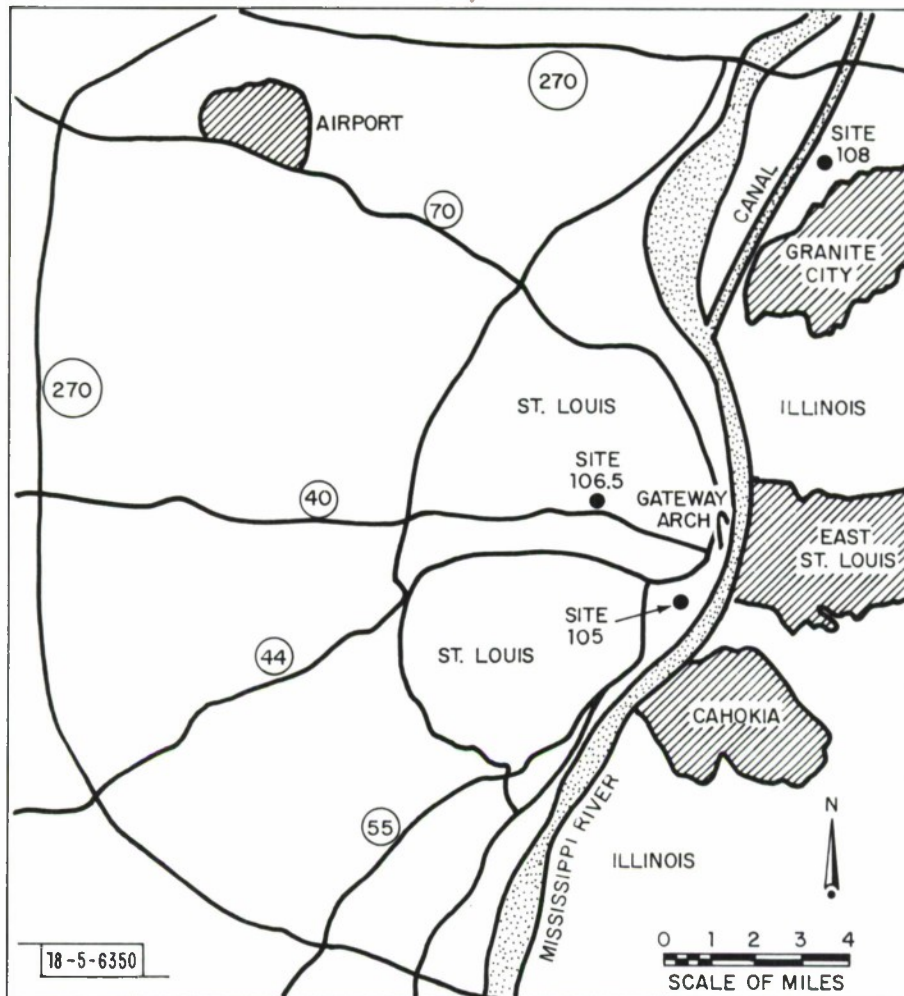 270
AIRPORT
SITE
108
70
CANAL
GRANITE
CITY
270
ST. LOUIS
ILLINOIS
SITE
106.5
40
GATEWAY
ARCH
EAST
ST. LOUIS
SITE
105
44
ST. LOUIS
CAHOKIA
MISSISSIPPI RIVER
N
55
ILLINOIS
18-5-6350
0 1 2 3 4
SCALE OF MILES